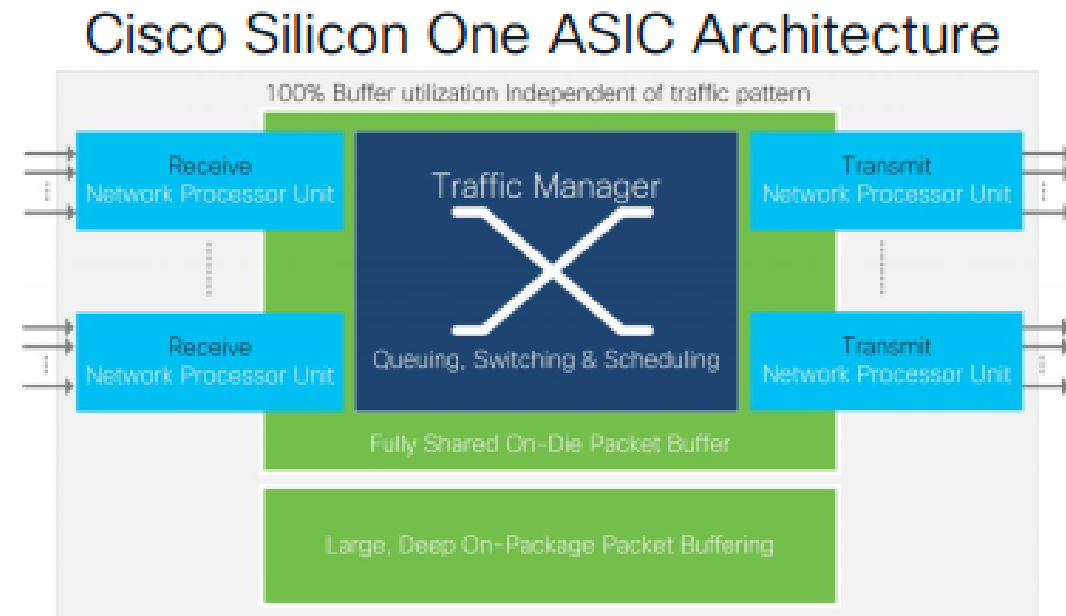 Cisco Silicon One ASIC Architecture
100% Buffer utilization Independent of traffic pattern
Receive
Network Processor Unit
Traffic Manager
Transmit
Network Processor Unit
Receive
Network Processor Unit
Queuing, Switching & Scheduling
Transmit
Network Processor Unit
Fully Shared On-Die Packet Buffer
Large, Deep On-Package Packet Buffering